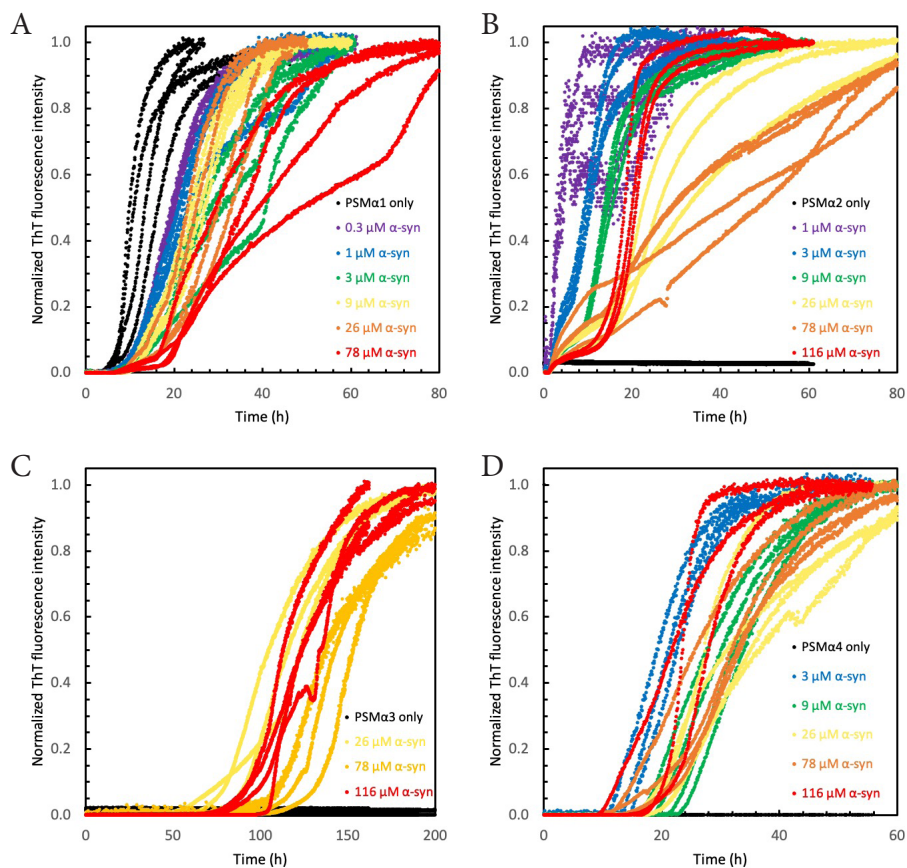 A
Normalized ThT fluorescence intensity
1.0
0.8
0.6
0.4
0.2
0.0
0
20
40
60
80
Time (h)
PSMα1 only
0.3 μM α-syn
1 μM α-syn
3 μM α-syn
9 μM α-syn
26 μM α-syn
78 μM α-syn
B
Normalized ThT fluorescence intensity
1.0
0.8
0.6
0.4
0.2
0.0
0
20
40
60
80
Time (h)
PSMα2 only
1 μM α-syn
3 μM α-syn
9 μM α-syn
26 μM α-syn
78 μM α-syn
116 μM α-syn
C
Normalized ThT fluorescence intensity
1.0
0.8
0.6
0.4
0.2
0.0
0
50
100
150
200
Time (h)
PSMα3 only
26 μM α-syn
78 μM α-syn
116 μM α-syn
D
Normalized ThT fluorescence intensity
1.0
0.8
0.6
0.4
0.2
0.0
0
20
40
60
Time (h)
PSMα4 only
3 μM α-syn
9 μM α-syn
26 μM α-syn
78 μM α-syn
116 μM α-syn